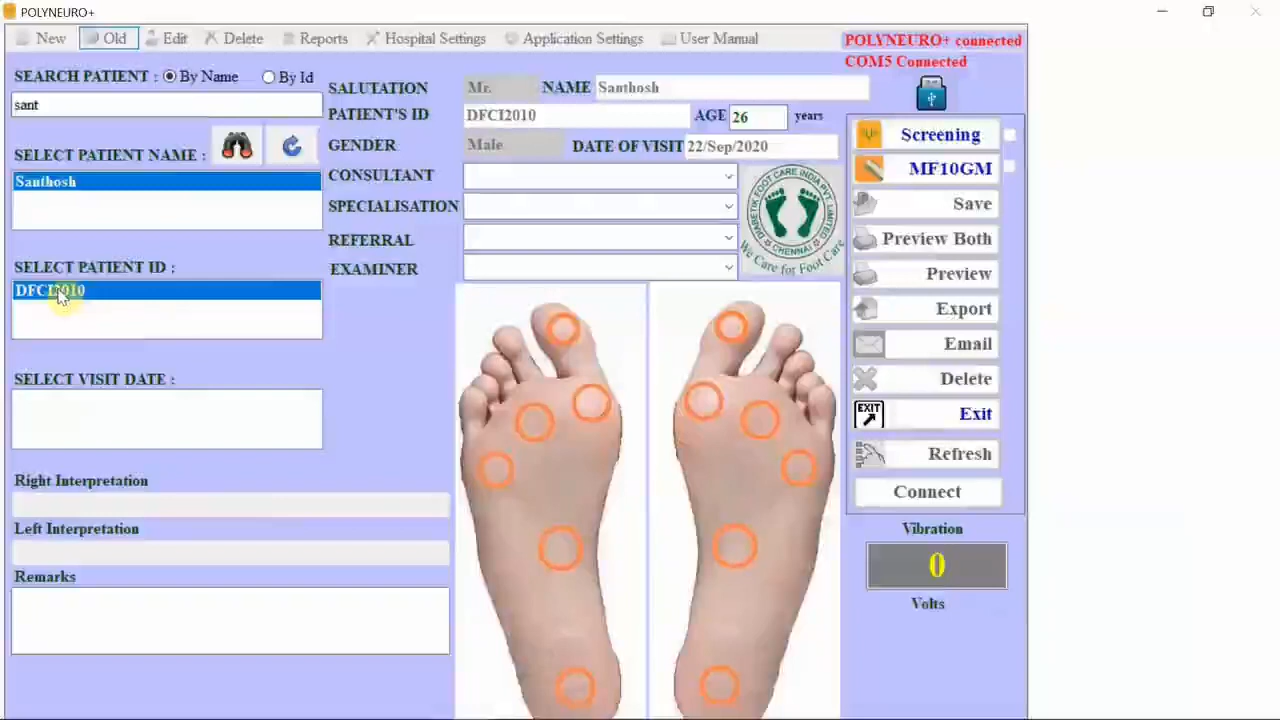 POLYNEURO+
New Old Edit Delete Reports Hospital Settings Application Settings User Manual
POLYNEURO+ connected
COM5 Connected
SEARCH PATIENT : By Name By Id
sant
SELECT PATIENT NAME :
Santhosh
SELECT PATIENT ID :
DFCI2010
SELECT VISIT DATE :
Right Interpretation
Left Interpretation
Remarks
SALUTATION Mr. NAME Santhosh
PATIENT'S ID DFCI2010 AGE 26 years
GENDER Male DATE OF VISIT 22/Sep/2020
CONSULTANT
SPECIALISATION
REFERRAL
EXAMINER
DIABETIK FOOT CARE INDIA PVT. LIMITED
CHENNAI
We Care for Foot Care
Screening
MF10GM
Save
Preview Both
Preview
Export
Email
Delete
EXIT Exit
Refresh
Connect
Vibration
0
Volts